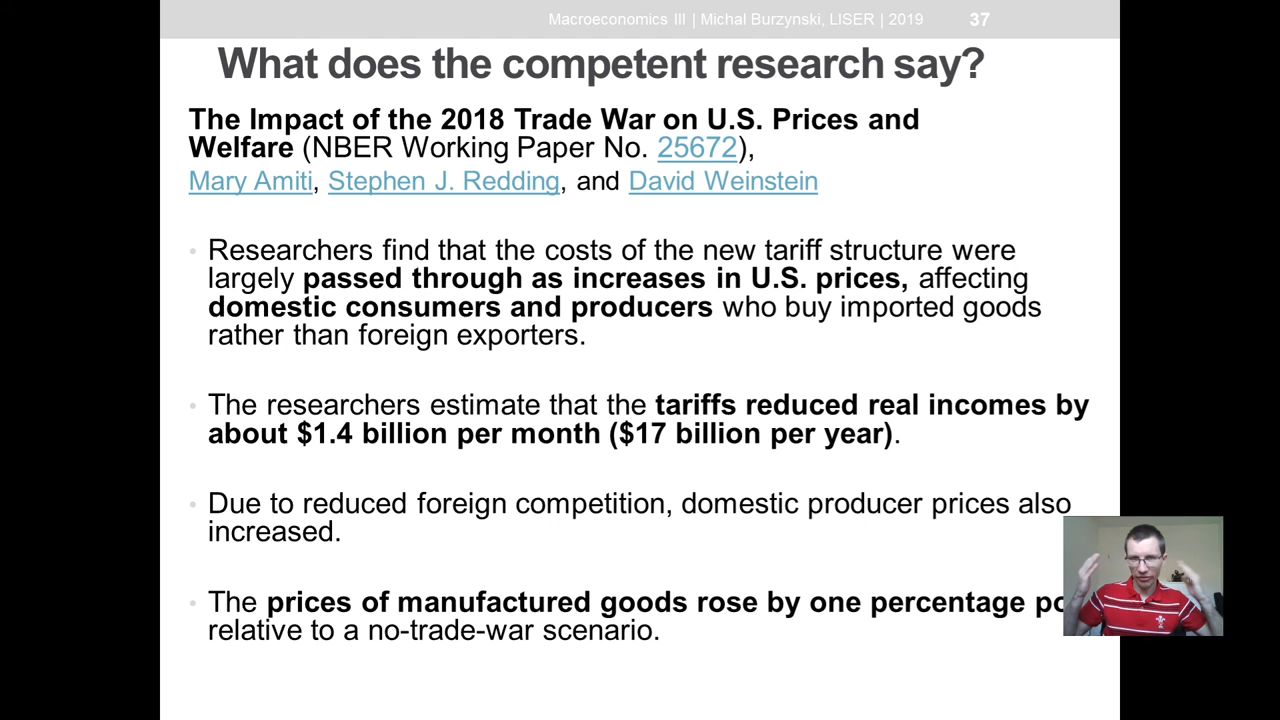 Macroeconomics III | Michal Burzynski, LISER | 2019 37
What does the competent research say?
The Impact of the 2018 Trade War on U.S. Prices and
Welfare (NBER Working Paper No. 25672),
Mary Amiti, Stephen J. Redding, and David Weinstein
• Researchers find that the costs of the new tariff structure were
largely passed through as increases in U.S. prices, affecting
domestic consumers and producers who buy imported goods
rather than foreign exporters.
• The researchers estimate that the tariffs reduced real incomes by
about $1.4 billion per month ($17 billion per year).
• Due to reduced foreign competition, domestic producer prices also
increased.
• The prices of manufactured goods rose by one percentage
relative to a no-trade-war scenario.